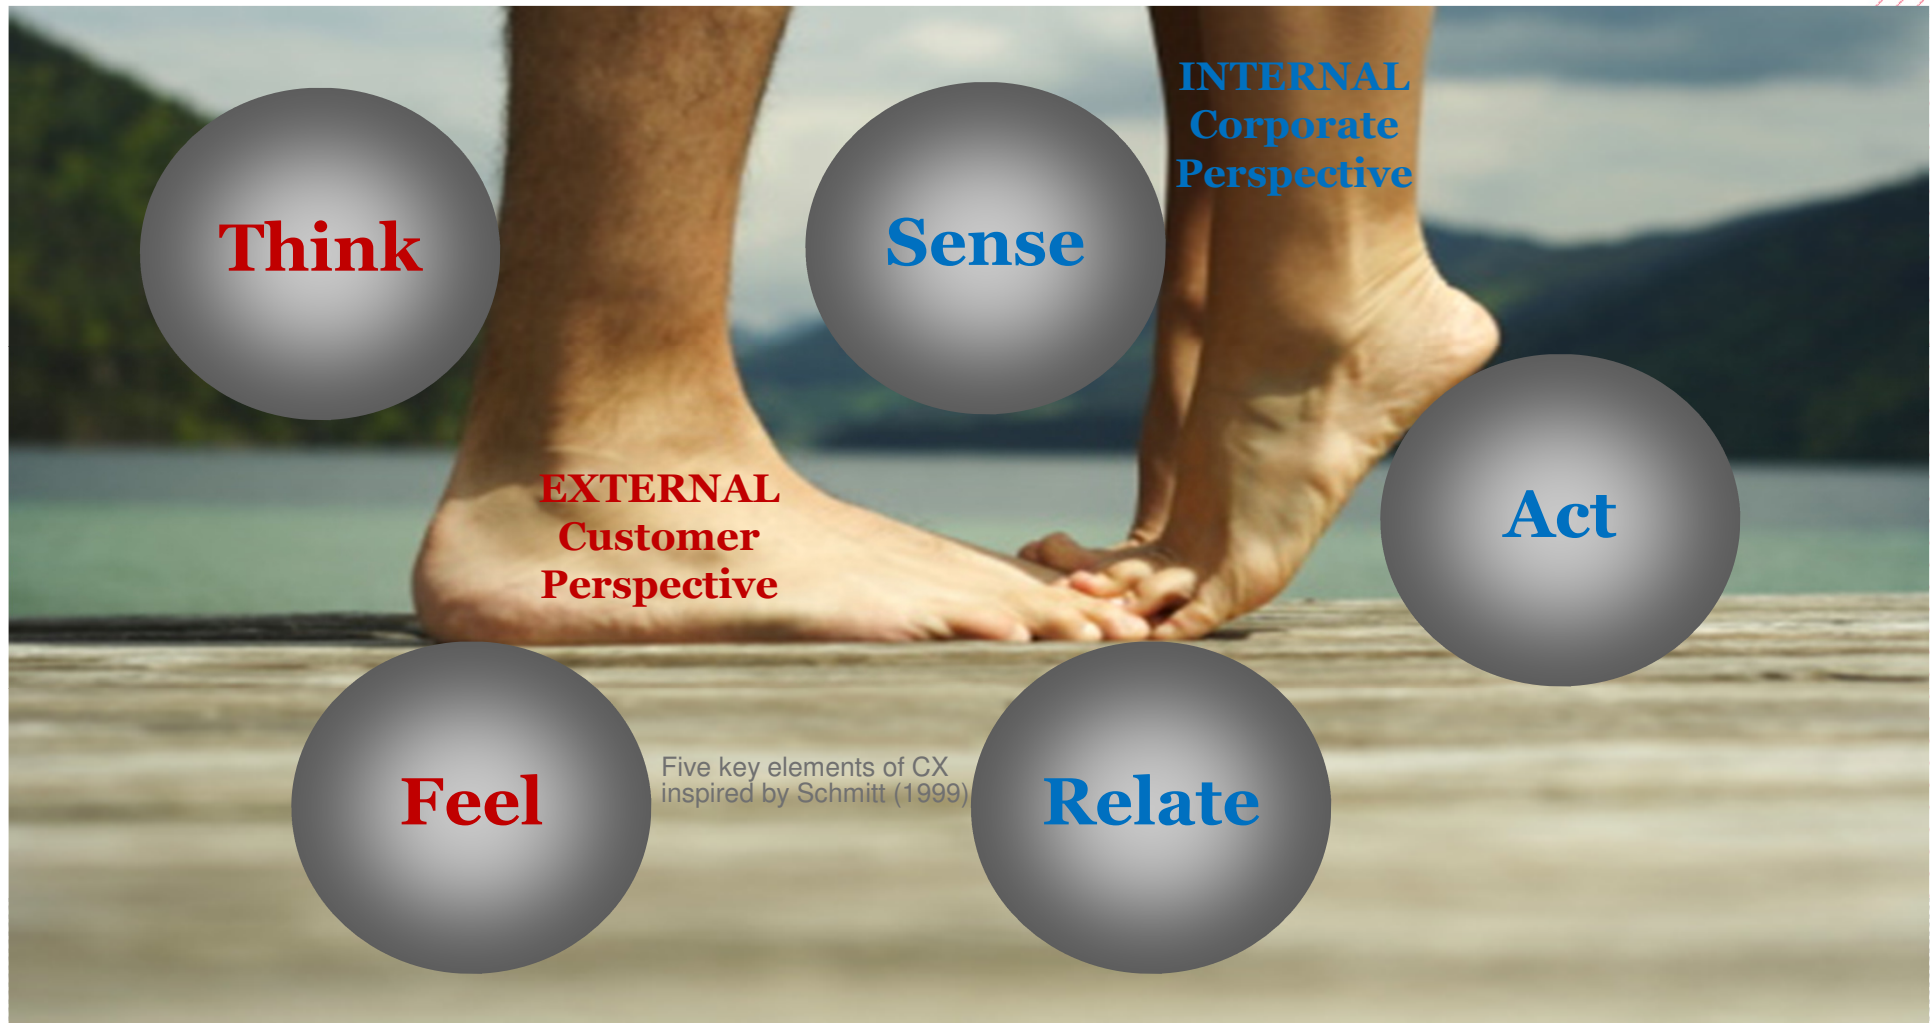 INTERNAL
Corporate
Perspective
Think
Sense
EXTERNAL
Customer
Perspective
Act
Feel
Five key elements of CX
inspired by Schmitt (1999)
Relate